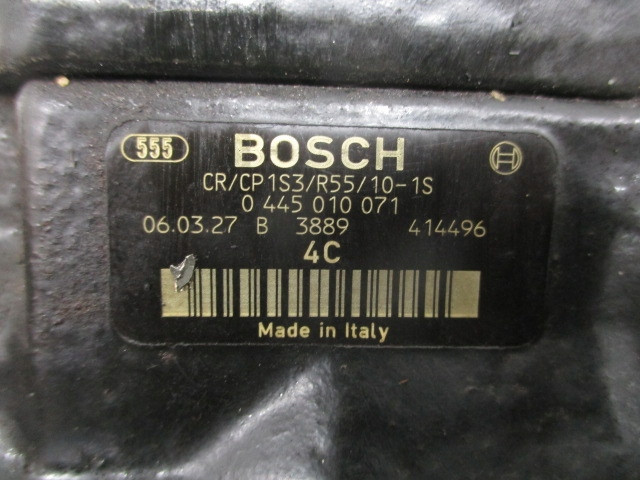 555 BOSCH
CR/CP1S3/R55/10-1S
0 445 010 071
06.03.27 B 3889 414496
4C
Made in Italy